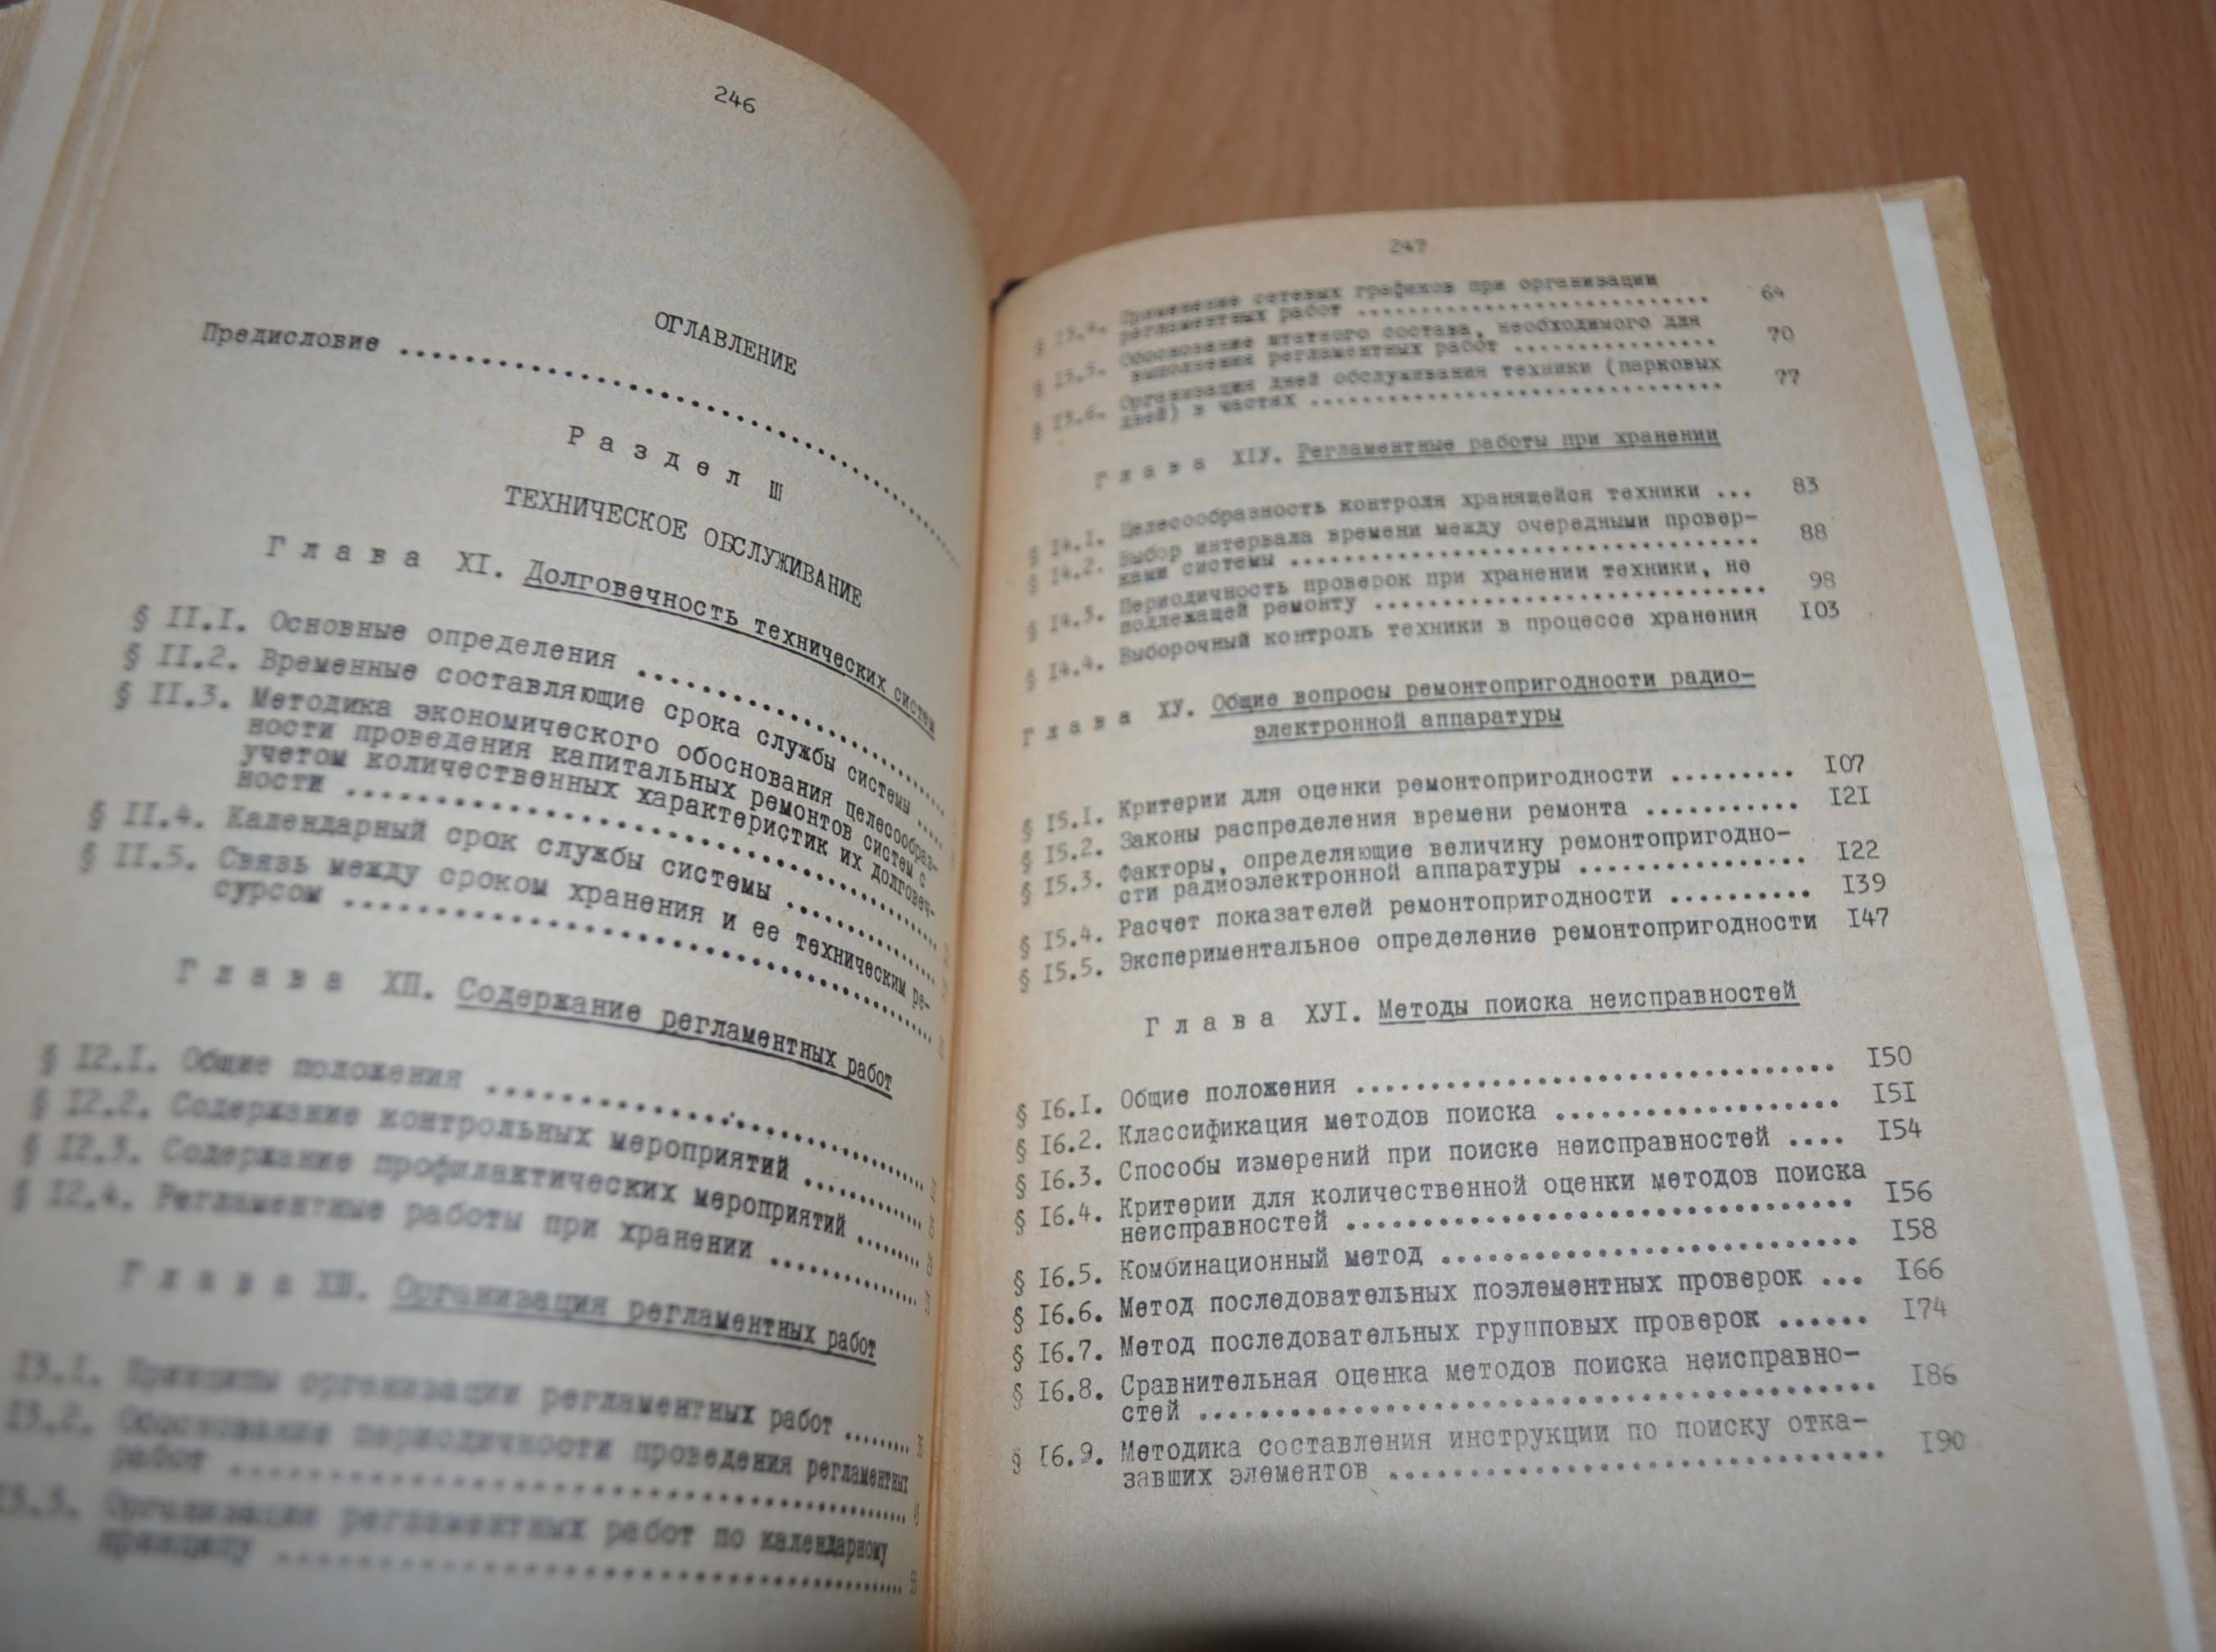 246
ОГЛАВЛЕНИЕ
Предисловие ..............................
Раздел III
ТЕХНИЧЕСКОЕ ОБСЛУЖИВАНИЕ
Глава XI. Долговечность технических систем
§ II.I. Основные определения ....................
§ II.2. Временные составляющие срока службы системы .....
§ II.3. Методика экономического обоснования целесообраз-
ности проведения капитальных ремонтов систем с
учетом количественных характеристик их долговеч-
ности ..............................
§ II.4. Календарный срок службы системы ..............
§ II.5. Связь между сроком хранения и ее техническим ре-
сурсом ..............................
Глава XII. Содержание регламентных работ
§ I2.I. Общие положения ..............................
§ I2.2. Содержание контрольных мероприятий ............
§ I2.3. Содержание профилактических мероприятий ........
§ I2.4. Регламентные работы при хранении ..............
Глава XIII. Организация регламентных работ
I3.I. Принципы организации регламентных работ ........
I3.2. Обоснование периодичности проведения регламентных
работ ..............................
I3.3. Организация регламентных работ по календарному
принципу ..............................
247
§ I3.4. Применение сетевых графиков при организации
регламентных работ ........................ 64
§ I3.5. Обоснование штатного состава, необходимого для
выполнения регламентных работ ................ 70
§ I3.6. Организация дней обслуживания техники (парковых
дней) в частях ............................ 77
Глава XIУ. Регламентные работы при хранении
§ I4.I. Целесообразность контроля хранящейся техники ... 83
§ I4.2. Выбор интервала времени между очередными провер-
ками системы .............................. 88
§ I4.3. Периодичность проверок при хранении техники, не
подлежащей ремонту ........................ 98
§ I4.4. Выборочный контроль техники в процессе хранения I03
Глава XУ. Общие вопросы ремонтопригодности радио-
электронной аппаратуры
§ I5.I. Критерии для оценки ремонтопригодности ......... I07
§ I5.2. Законы распределения времени ремонта ........... I2I
§ I5.3. Факторы, определяющие величину ремонтопригодно-
сти радиоэлектронной аппаратуры ................ I22
§ I5.4. Расчет показателей ремонтопригодности .......... I39
§ I5.5. Экспериментальное определение ремонтопригодности I47
Глава XУI. Методы поиска неисправностей
§ I6.I. Общие положения ................................ I50
§ I6.2. Классификация методов поиска ................... I5I
§ I6.3. Способы измерений при поиске неисправностей .... I54
§ I6.4. Критерии для количественной оценки методов поиска
неисправностей .................................. I56
§ I6.5. Комбинационный метод ............................ I58
§ I6.6. Метод последовательных поэлементных проверок ... I66
§ I6.7. Метод последовательных групповых проверок ...... I74
§ I6.8. Сравнительная оценка методов поиска неисправно-
стей ............................................ I86
§ I6.9. Методика составления инструкции по поиску отка-
завших элементов ................................ I90